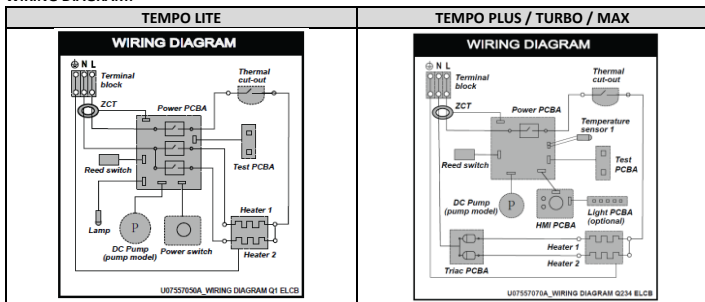 WIRING DIAGRAM:
TEMPO LITE
WIRING DIAGRAM
N L
Terminal
block
ZCT
Thermal
cut-out
Power PCBA
Reed switch
Test PCBA
Lamp
P
DC Pump
(pump model)
Power switch
Heater 1
Heater 2
U07557050A_WIRING DIAGRAM Q1 ELCB
TEMPO PLUS / TURBO / MAX
WIRING DIAGRAM
N L
Terminal
block
ZCT
Thermal
cut-out
Power PCBA
Temperature
sensor 1
Reed switch
Test
PCBA
P
DC Pump
(pump model)
HMI PCBA
Light PCBA
(optional)
Heater 1
Heater 2
Triac PCBA
U07557070A_WIRING DIAGRAM Q234 ELCB